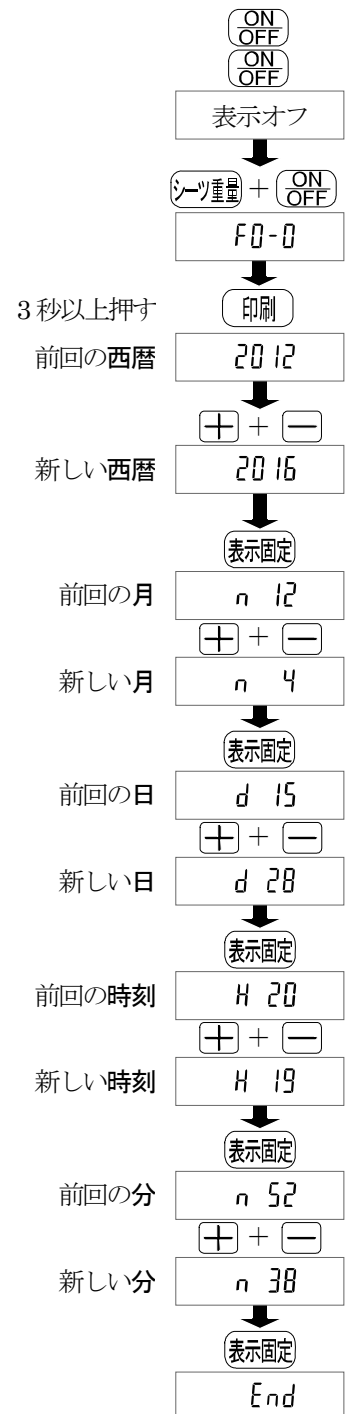 ON
OFF
ON
OFF
表示オフ
シーツ重量 + ON
OFF
F0-0
3秒以上押す 印刷
前回の西暦 2012
+ + −
新しい西暦 2016
表示固定
前回の月 n 12
+ + −
新しい月 n 4
表示固定
前回の日 d 15
+ + −
新しい日 d 28
表示固定
前回の時刻 H 20
+ + −
新しい時刻 H 19
表示固定
前回の分 n 52
+ + −
新しい分 n 38
表示固定
End